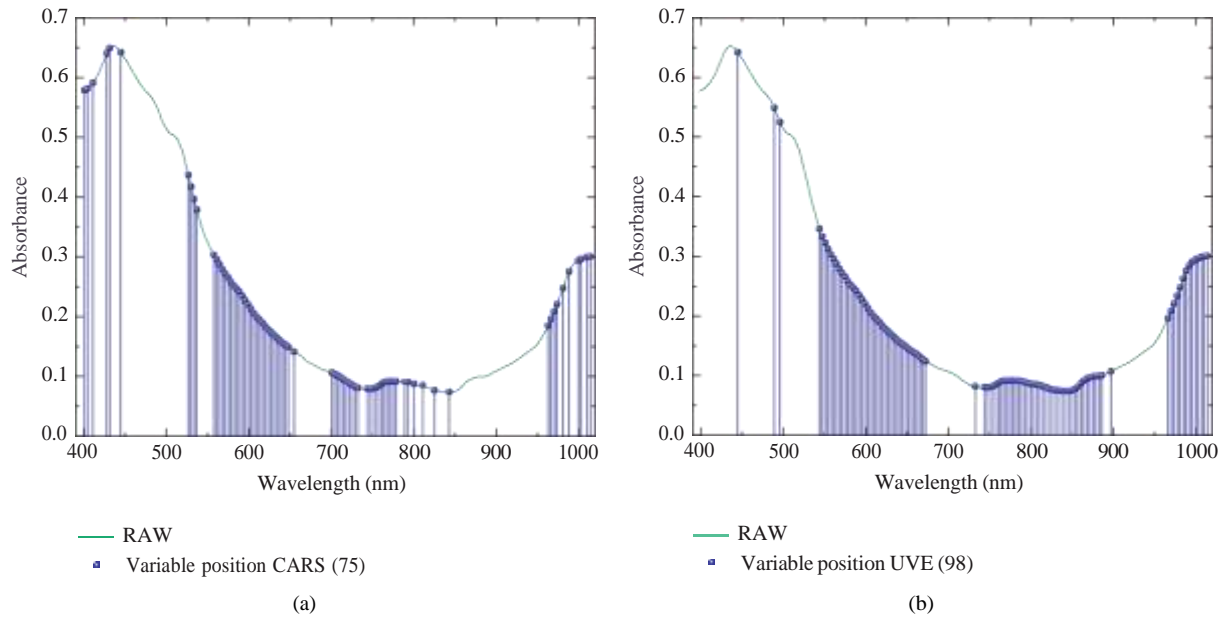 0.7
0.6
0.5
0.4
0.3
0.2
0.1
0.0
Absorbance
400 500 600 700 800 900 1000
Wavelength (nm)
RAW
Variable position CARS (75)
(a)
0.7
0.6
0.5
0.4
0.3
0.2
0.1
0.0
Absorbance
400 500 600 700 800 900 1000
Wavelength (nm)
RAW
Variable position UVE (98)
(b)